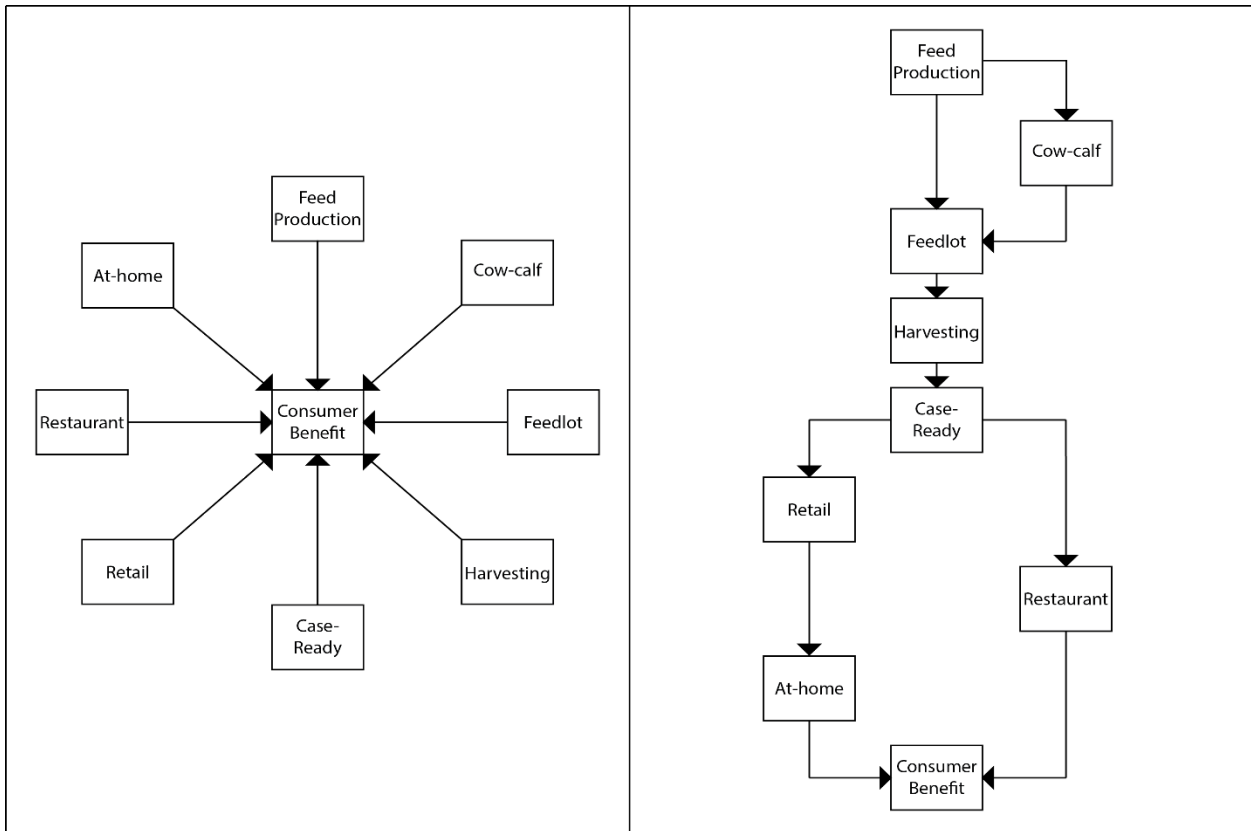 Feed
Production
At-home
Cow-calf
Restaurant
Consumer
Benefit
Feedlot
Retail
Harvesting
Case-
Ready
Feed
Production
Cow-calf
Feedlot
Harvesting
Case-
Ready
Retail
Restaurant
At-home
Consumer
Benefit